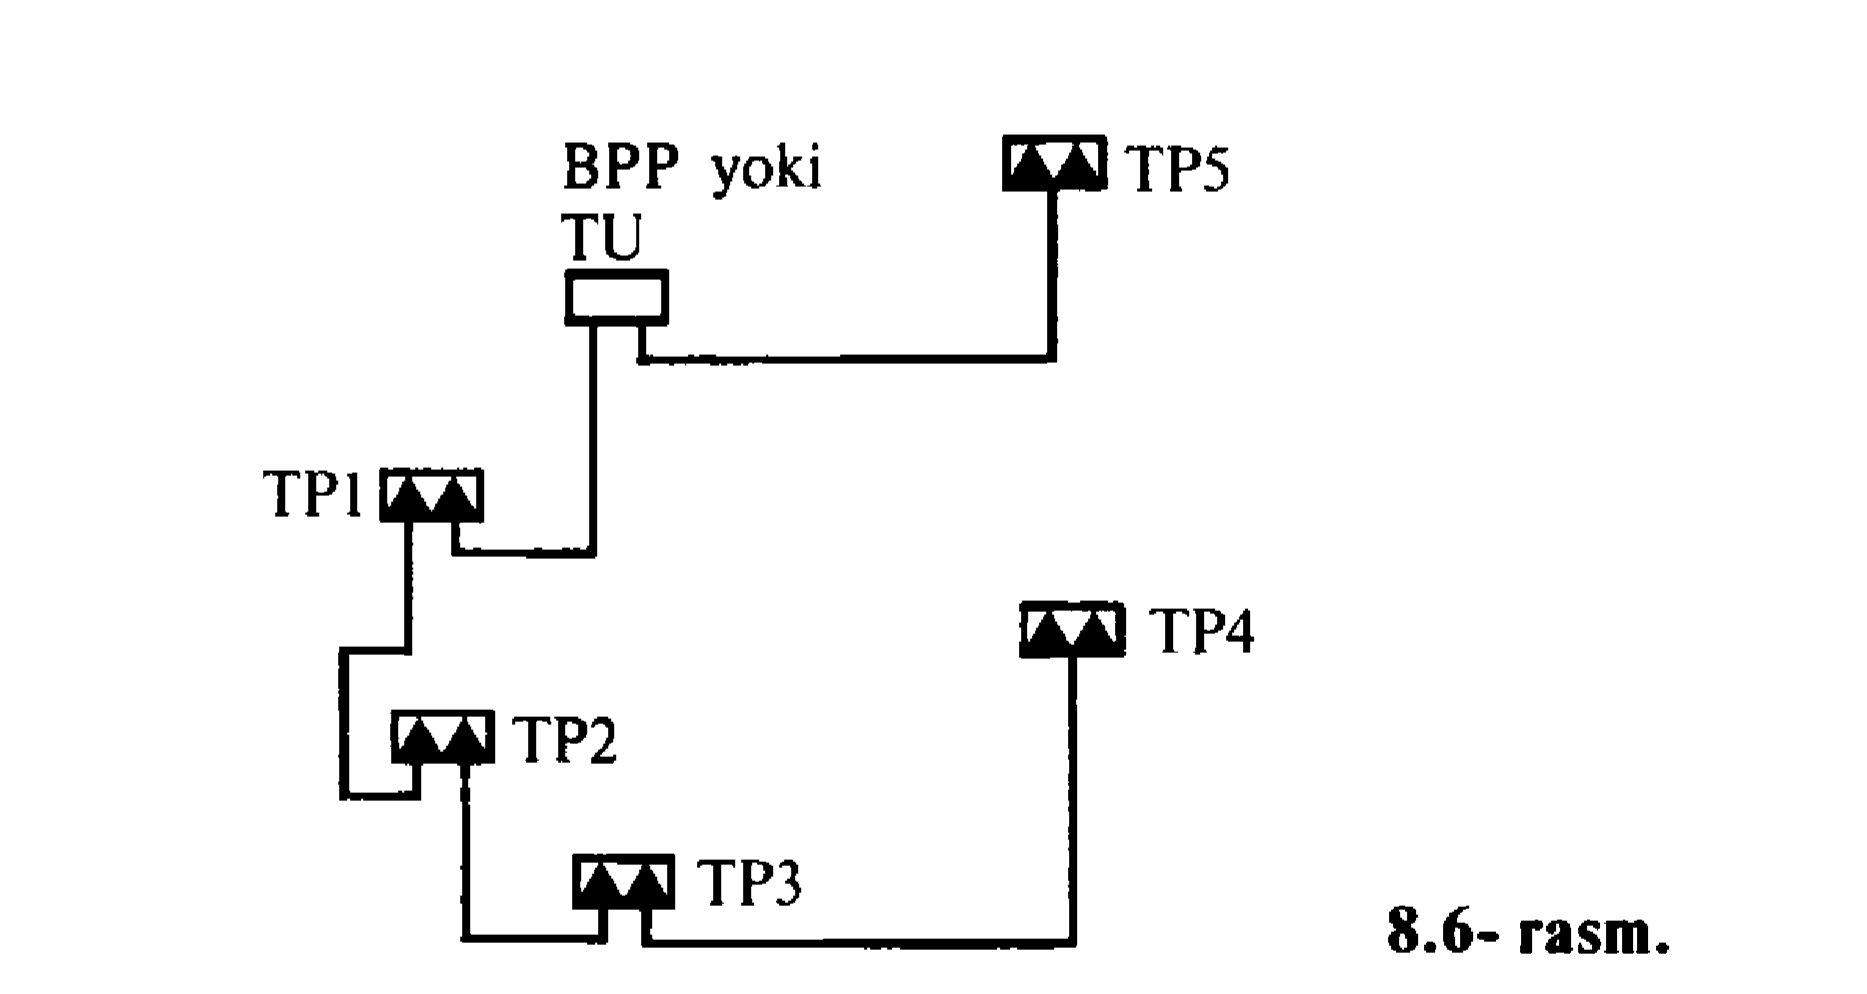 BPP yoki
TU
TP5
TP1
TP4
TP2
TP3
8.6- rasm.